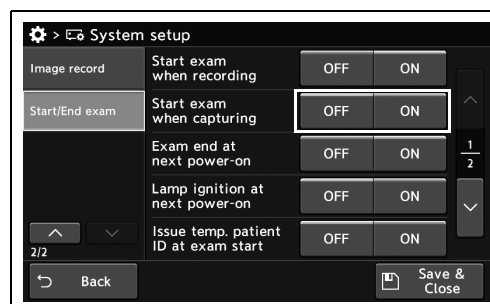 > System setup
Image record
Start/End exam
2/2
Start exam
when recording
OFF ON
Start exam
when capturing
OFF ON
Exam end at
next power-on
OFF ON
Lamp ignition at
next power-on
OFF ON
Issue temp. patient
ID at exam start
OFF ON
1
2
Back
Save &
Close